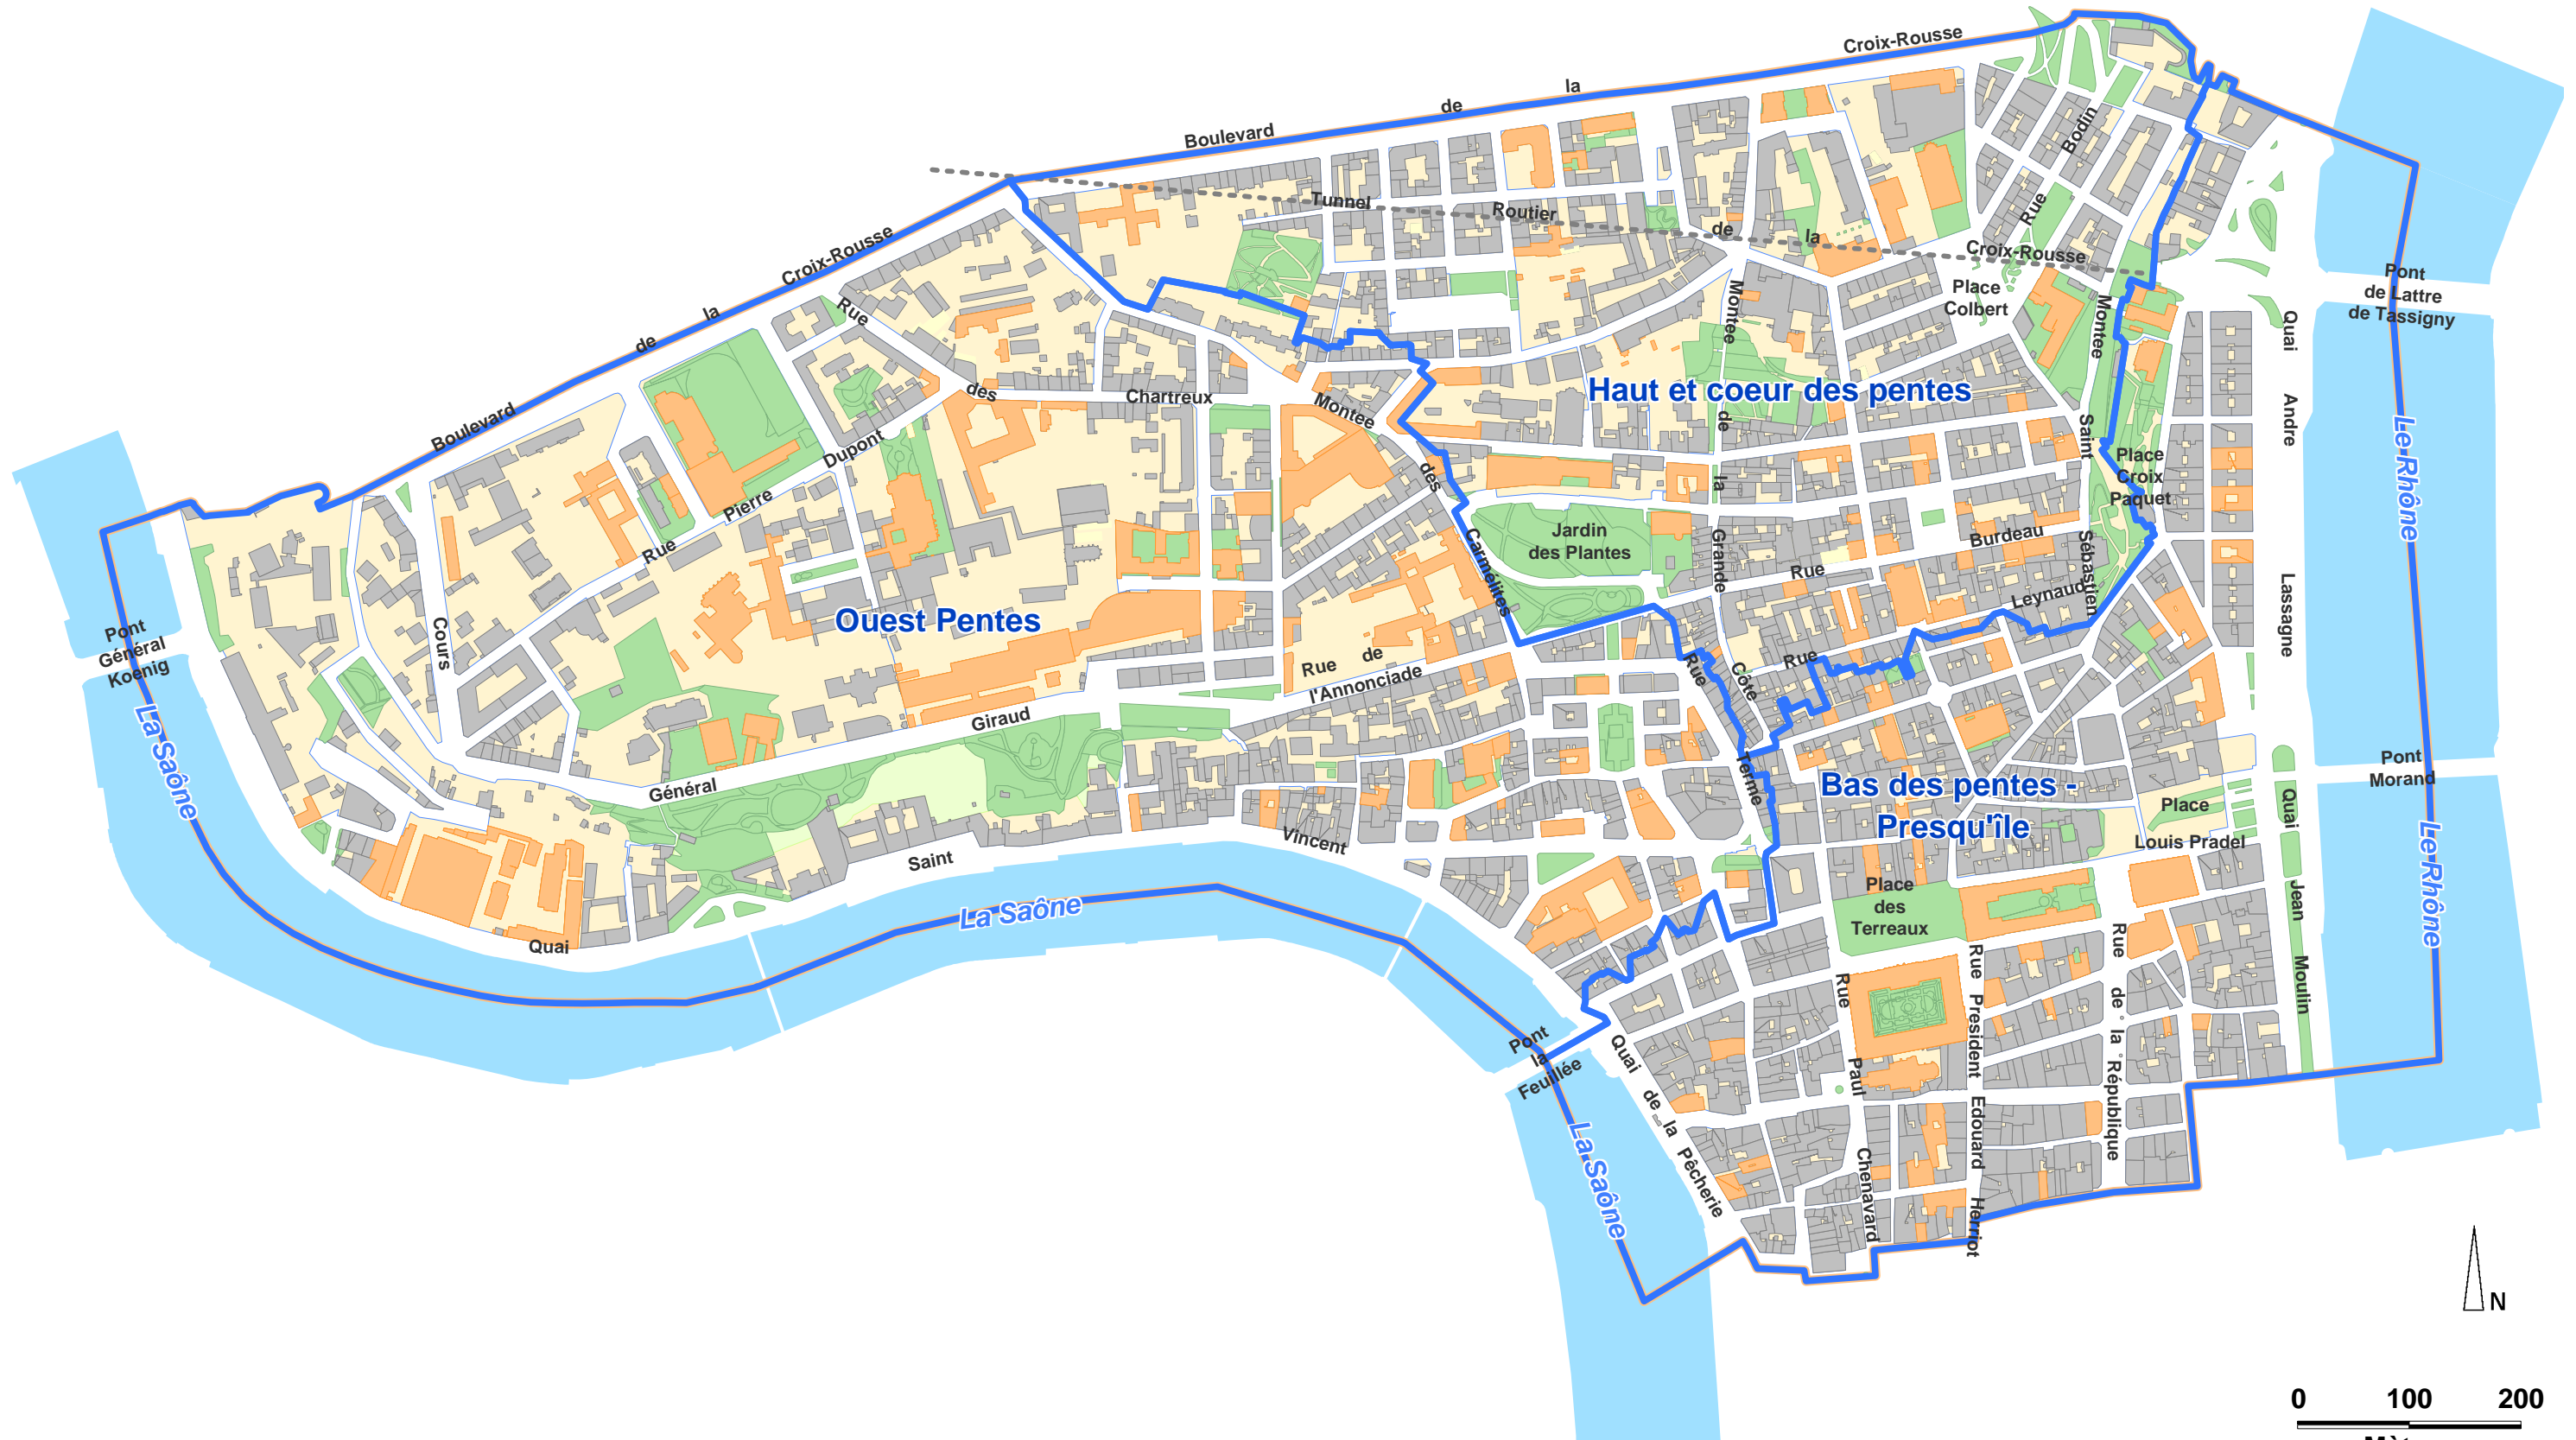 Croix-Rousse
la
de
Boulevard
Tunnel
Routier
de
la
Croix-Rousse
Bodin
Rue
Place
Colbert
Montee
Croix-Rousse
la
de
Boulevard
Rue
des
Chartreux
Montee
des
Carmélites
Haut et coeur des pentes
Montee
de
la
Grande
Côte
Montee
Saint
Sébastien
Place
Croix
Paquet
Pont
de Lattre
de Tassigny
Quai
Andre
Lassagne
Le Rhône
Dupont
Pierre
Rue
Jardin
des Plantes
Rue
Burdeau
Rue
Leynaud
Ouest Pentes
Pont
Général
Koenig
Cours
La Saône
Rue de
l'Annonciade
Giraud
Général
Rue
Terme
Bas des pentes -
Presqu'île
Place
Louis Pradel
Pont
Morand
Quai
Jean
Moulin
Le Rhône
Vincent
Saint
Quai
La Saône
Place
des
Terreaux
Rue
Paul
Chenavard
Rue
President
Edouard
Herriot
Rue
de
la
République
Pont
la
Feuillée
Quai
de
la
Pêcherie
La Saône
N
0 100 200